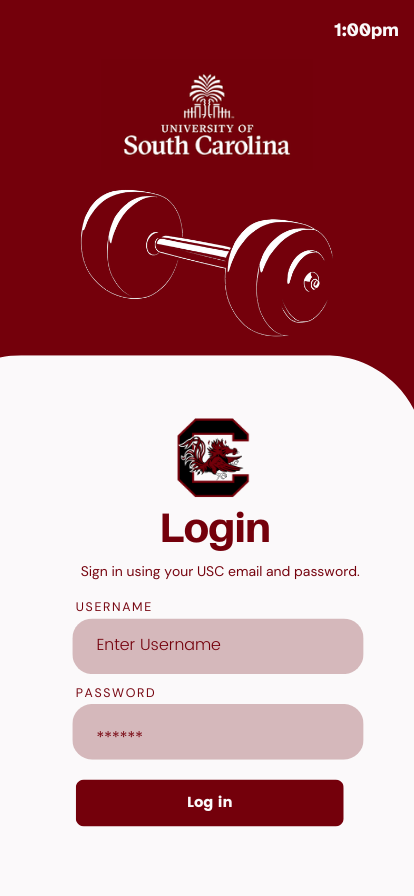 1:00pm
UNIVERSITY OF
South Carolina
Login
Sign in using your USC email and password.
USERNAME
Enter Username
PASSWORD
******
Log in